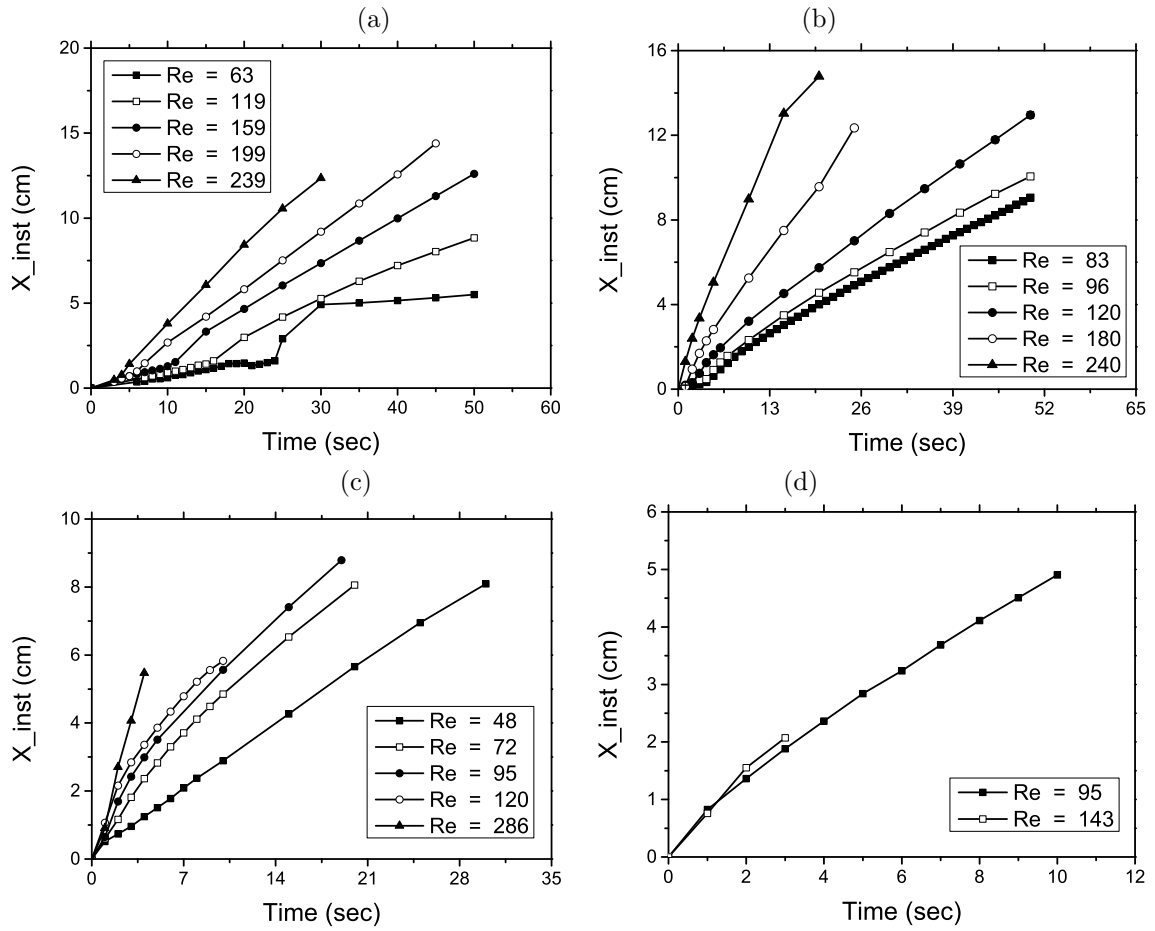 (a)
20
15
10
5
0
X_inst (cm)
Re = 63
Re = 119
Re = 159
Re = 199
Re = 239
0 10 20 30 40 50 60
Time (sec)
(b)
16
12
8
4
0
X_inst (cm)
Re = 83
Re = 96
Re = 120
Re = 180
Re = 240
0 13 26 39 52 65
Time (sec)
(c)
10
8
6
4
2
0
X_inst (cm)
Re = 48
Re = 72
Re = 95
Re = 120
Re = 286
0 7 14 21 28 35
Time (sec)
(d)
6
5
4
3
2
1
0
X_inst (cm)
Re = 95
Re = 143
0 2 4 6 8 10 12
Time (sec)